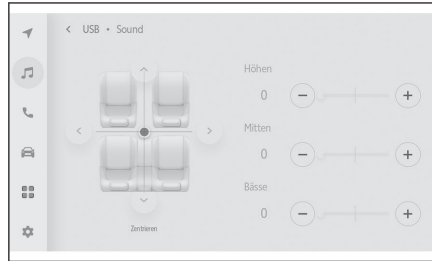 USB • Sound
Höhen
0
Mitten
0
Bässe
0
Zentrieren